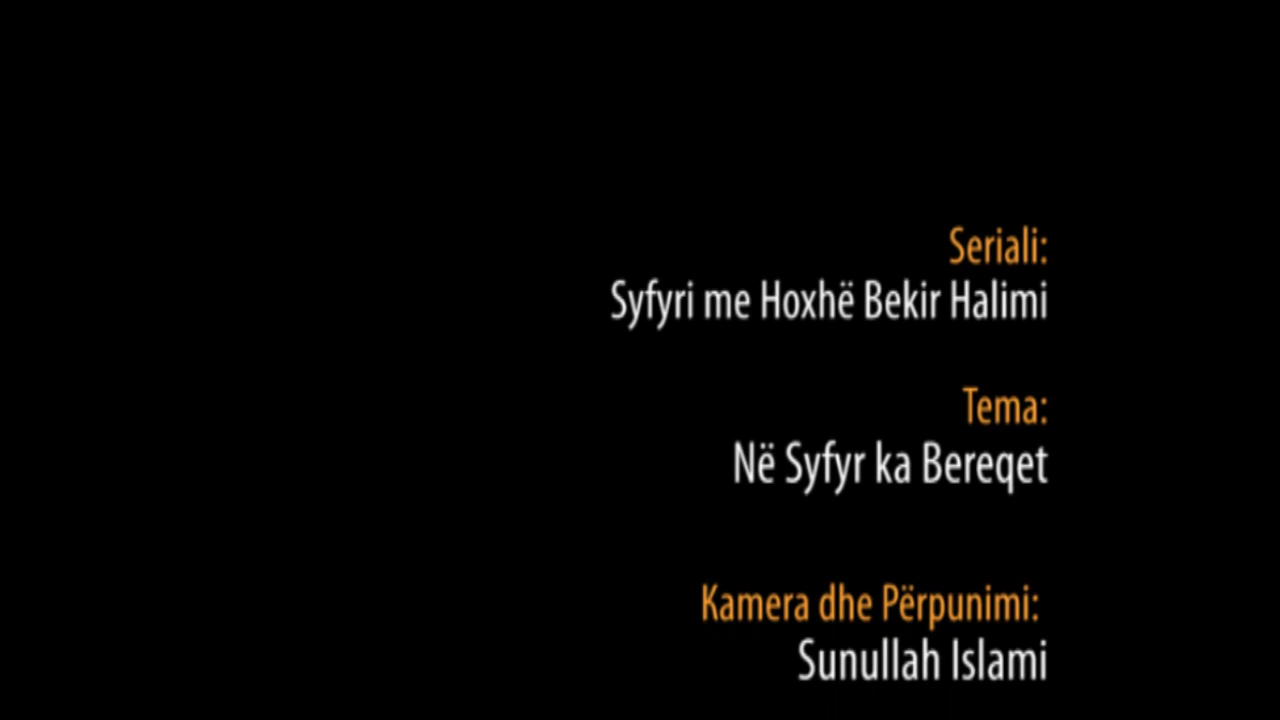 Seriali:
Syfyri me Hoxhë Bekir Halimi
Tema:
Në Syfyr ka Bereqet
Kamera dhe Përpunimi:
Sunullah Islami